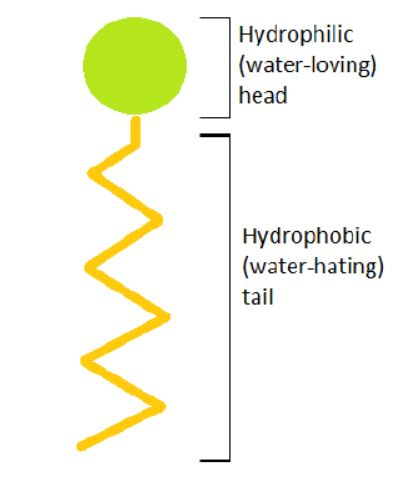 Hydrophilic
(water-loving)
head
Hydrophobic
(water-hating)
tail